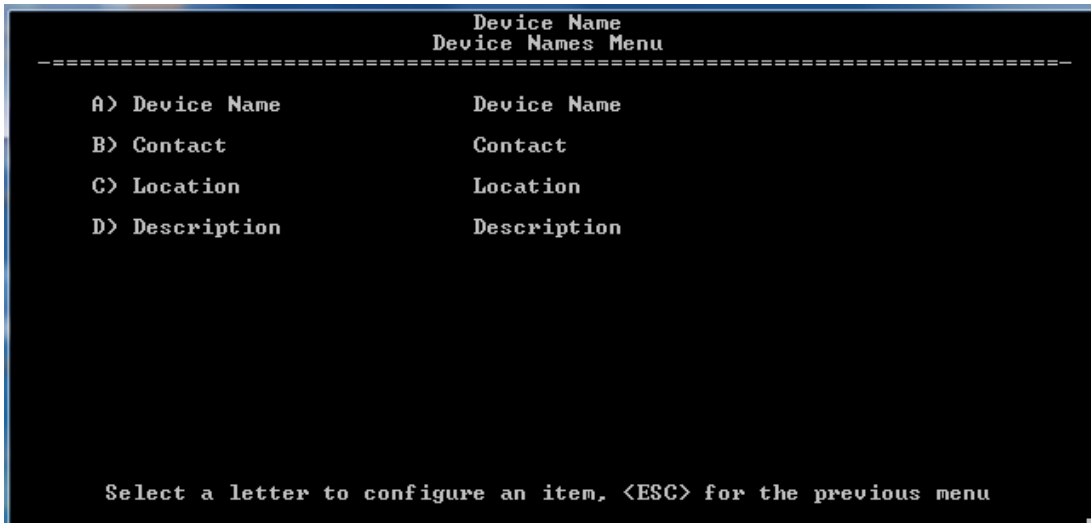 Device Name
Device Names Menu
-============================================================================-
A> Device Name Device Name
B> Contact Contact
C> Location Location
D> Description Description
Select a letter to configure an item, <ESC> for the previous menu